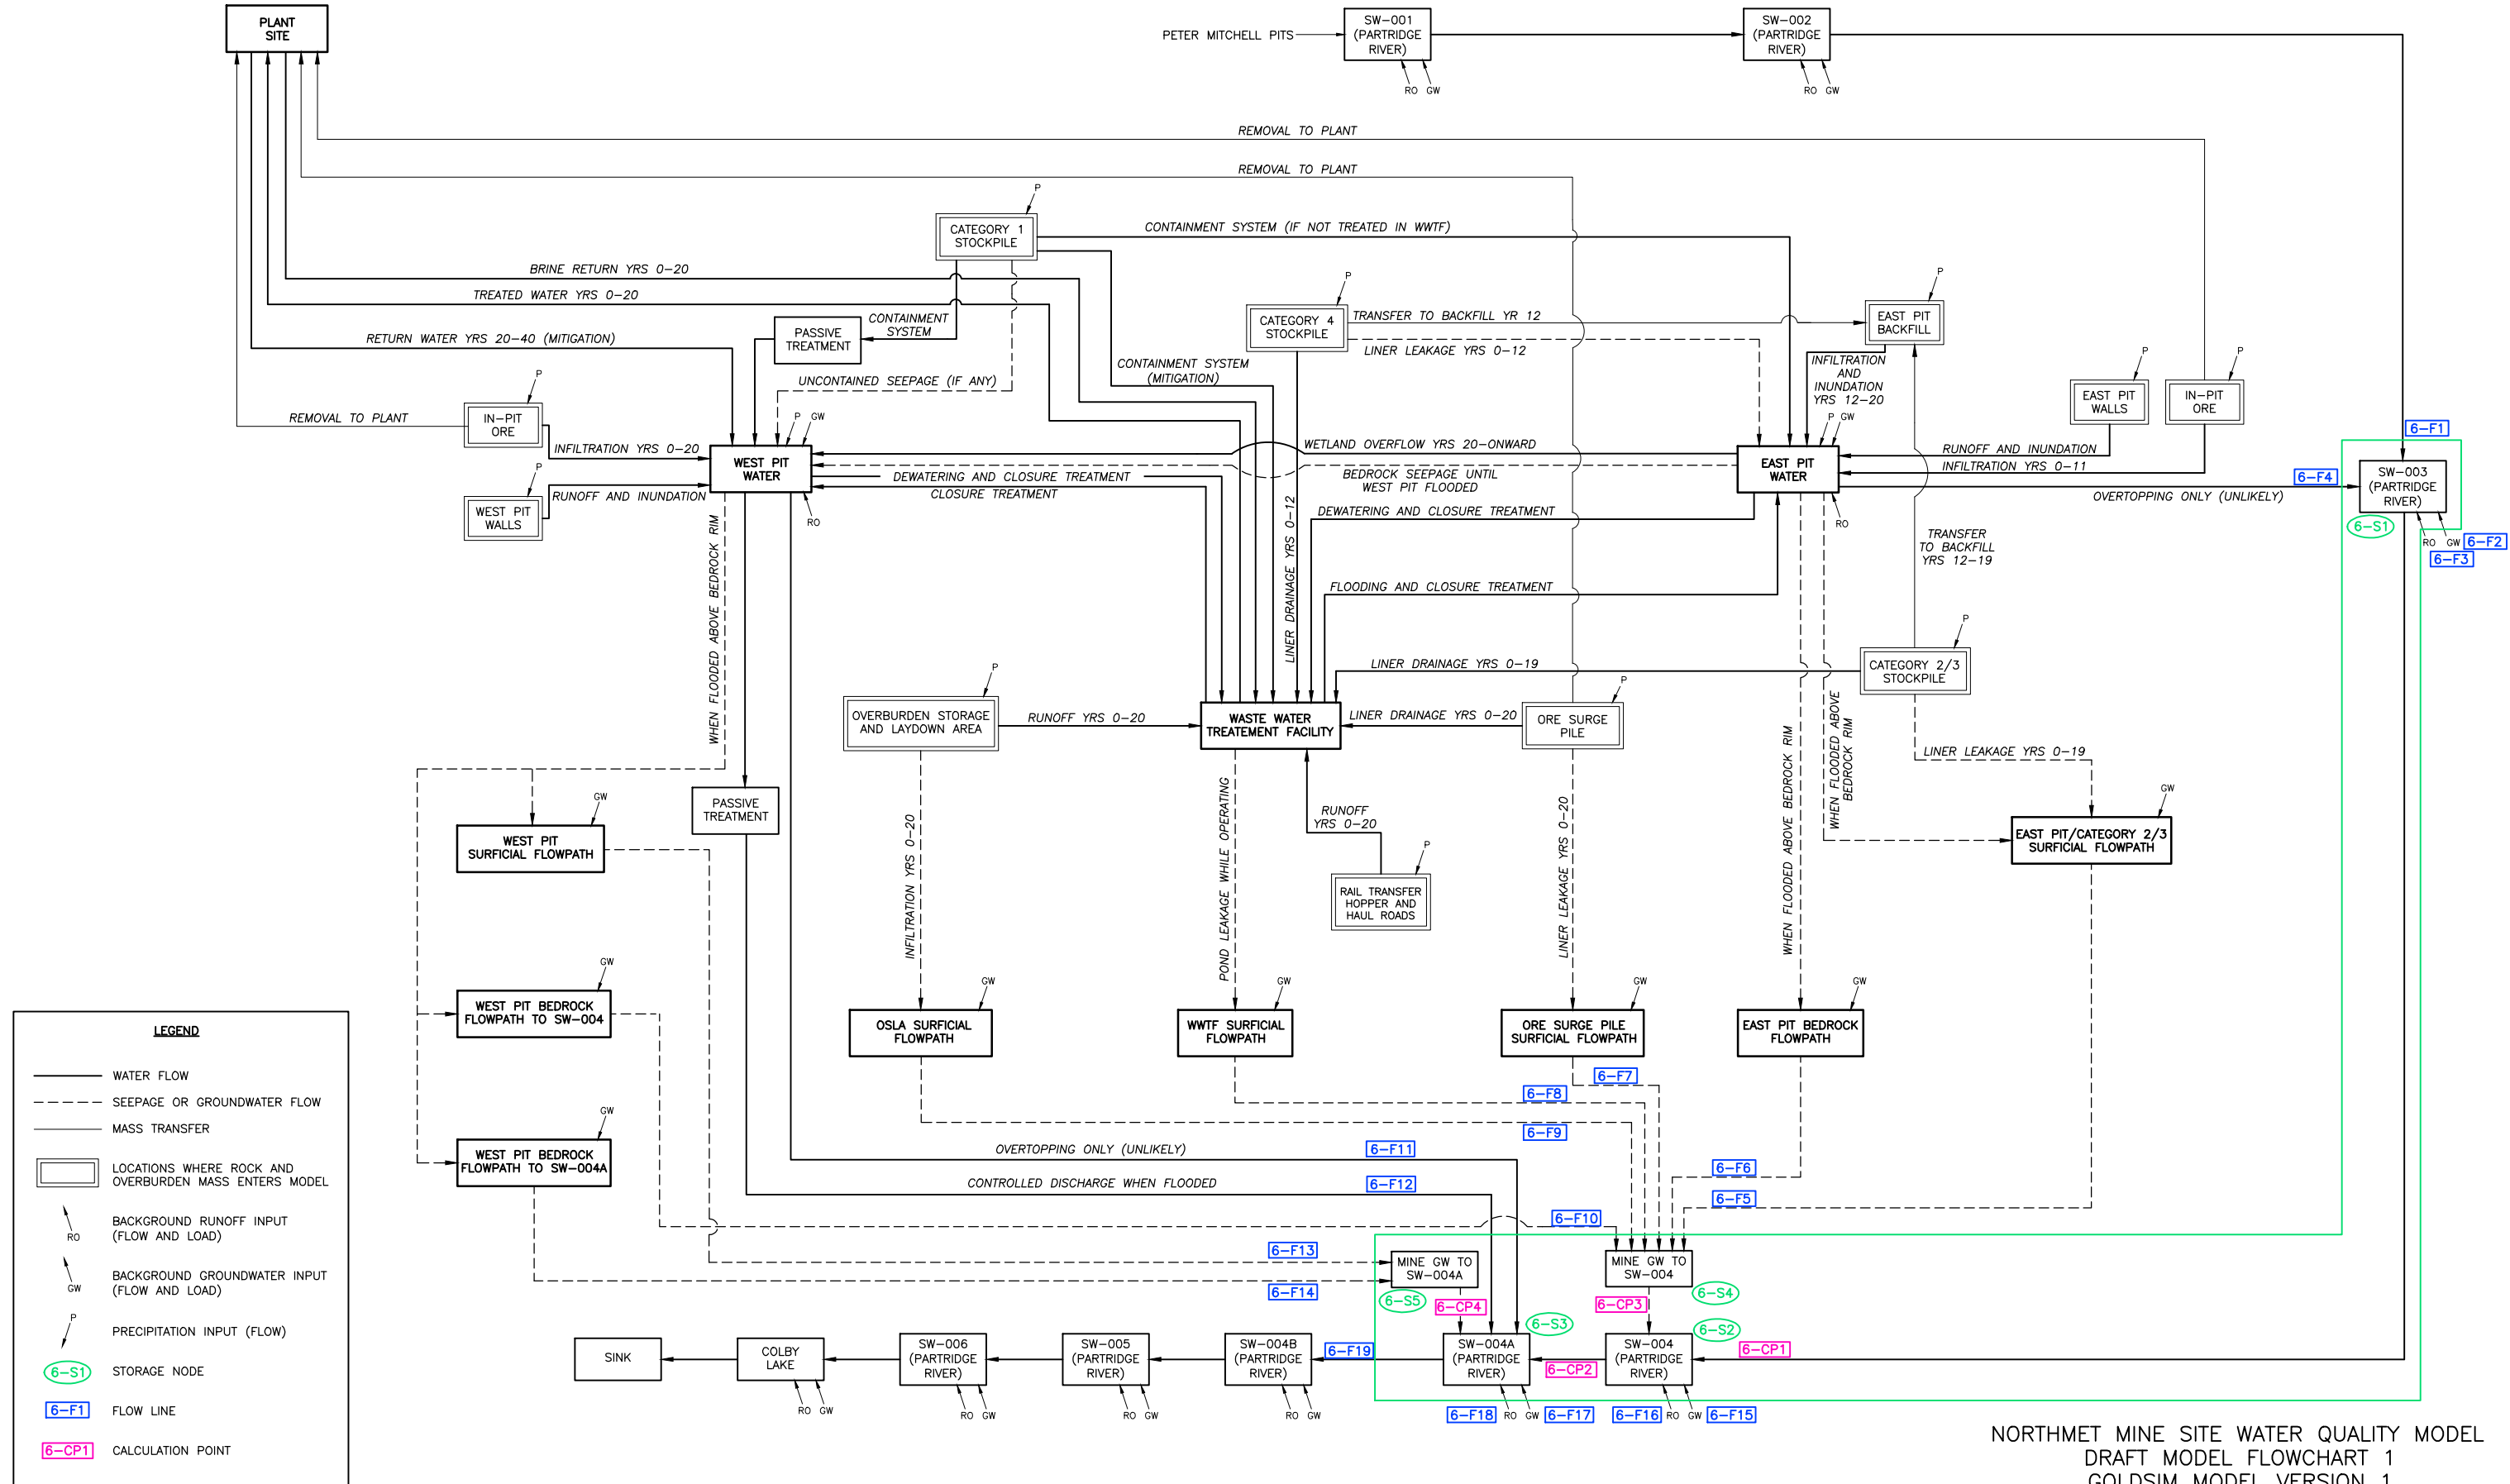 PLANT
SITE
PETER MITCHELL PITS
SW-001
(PARTRIDGE
RIVER)
RO GW
SW-002
(PARTRIDGE
RIVER)
RO GW
REMOVAL TO PLANT
REMOVAL TO PLANT
P
CATEGORY 1
STOCKPILE
CONTAINMENT SYSTEM (IF NOT TREATED IN WWTF)
BRINE RETURN YRS 0-20
TREATED WATER YRS 0-20
RETURN WATER YRS 20-40 (MITIGATION)
PASSIVE
TREATMENT
CONTAINMENT
SYSTEM
UNCONTAINED SEEPAGE (IF ANY)
CONTAINMENT SYSTEM
(MITIGATION)
P
CATEGORY 4
STOCKPILE
TRANSFER TO BACKFILL YR 12
LINER LEAKAGE YRS 0-12
P
EAST PIT
BACKFILL
INFILTRATION
AND
INUNDATION
YRS 12-20
P
EAST PIT
WALLS
P
IN-PIT
ORE
REMOVAL TO PLANT
P
IN-PIT
ORE
INFILTRATION YRS 0-20
P
WEST PIT
WALLS
RUNOFF AND INUNDATION
P GW
WEST PIT
WATER
RO
WETLAND OVERFLOW YRS 20-ONWARD
DEWATERING AND CLOSURE TREATMENT
CLOSURE TREATMENT
BEDROCK SEEPAGE UNTIL
WEST PIT FLOODED
P GW
EAST PIT
WATER
RO
RUNOFF AND INUNDATION
INFILTRATION YRS 0-11
OVERTOPPING ONLY (UNLIKELY)
6-F1
6-F4
SW-003
(PARTRIDGE
RIVER)
6-S1
RO GW
6-F2
6-F3
DEWATERING AND CLOSURE TREATMENT
LINER DRAINAGE YRS 0-12
FLOODING AND CLOSURE TREATMENT
TRANSFER
TO BACKFILL
YRS 12-19
WHEN FLOODED ABOVE BEDROCK RIM
P
OVERBURDEN STORAGE
AND LAYDOWN AREA
RUNOFF YRS 0-20
WASTE WATER
TREATEMENT FACILITY
LINER DRAINAGE YRS 0-19
LINER DRAINAGE YRS 0-20
P
ORE SURGE
PILE
P
CATEGORY 2/3
STOCKPILE
LINER LEAKAGE YRS 0-19
WHEN FLOODED ABOVE BEDROCK RIM
WHEN FLOODED ABOVE
BEDROCK RIM
GW
EAST PIT/CATEGORY 2/3
SURFICIAL FLOWPATH
PASSIVE
TREATMENT
GW
WEST PIT
SURFICIAL FLOWPATH
INFILTRATION YRS 0-20
POND LEAKAGE WHILE OPERATING
RUNOFF
YRS 0-20
P
RAIL TRANSFER
HOPPER AND
HAUL ROADS
LINER LEAKAGE YRS 0-20
GW
WEST PIT BEDROCK
FLOWPATH TO SW-004
GW
OSLA SURFICIAL
FLOWPATH
GW
WWTF SURFICIAL
FLOWPATH
GW
ORE SURGE PILE
SURFICIAL FLOWPATH
GW
EAST PIT BEDROCK
FLOWPATH
GW
WEST PIT BEDROCK
FLOWPATH TO SW-004A
6-F7
6-F8
6-F9
OVERTOPPING ONLY (UNLIKELY)
6-F11
CONTROLLED DISCHARGE WHEN FLOODED
6-F12
6-F6
6-F5
6-F10
6-F13
6-F14
MINE GW TO
SW-004A
6-S5
6-CP4
MINE GW TO
SW-004
6-S4
6-CP3
6-S3
6-S2
SINK
COLBY
LAKE
RO GW
SW-006
(PARTRIDGE
RIVER)
RO GW
SW-005
(PARTRIDGE
RIVER)
RO GW
SW-004B
(PARTRIDGE
RIVER)
RO GW
6-F19
SW-004A
(PARTRIDGE
RIVER)
6-CP2
SW-004
(PARTRIDGE
RIVER)
6-CP1
6-F18
RO GW
6-F17
6-F16
RO GW
6-F15
LEGEND
WATER FLOW
SEEPAGE OR GROUNDWATER FLOW
MASS TRANSFER
LOCATIONS WHERE ROCK AND
OVERBURDEN MASS ENTERS MODEL
RO
BACKGROUND RUNOFF INPUT
(FLOW AND LOAD)
GW
BACKGROUND GROUNDWATER INPUT
(FLOW AND LOAD)
P
PRECIPITATION INPUT (FLOW)
6-S1
STORAGE NODE
6-F1
FLOW LINE
6-CP1
CALCULATION POINT
NORTHMET MINE SITE WATER QUALITY MODEL
DRAFT MODEL FLOWCHART 1
GOLDSIM MODEL VERSION 1